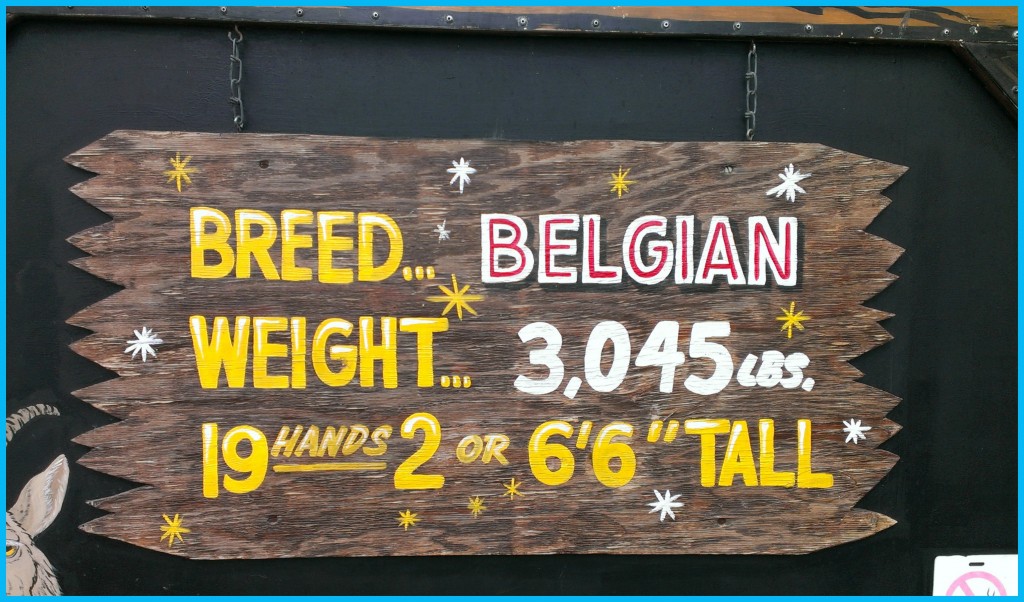 BREED... BELGIAN
WEIGHT... 3,045 LBS.
19 HANDS 2 OR 6'6" TALL